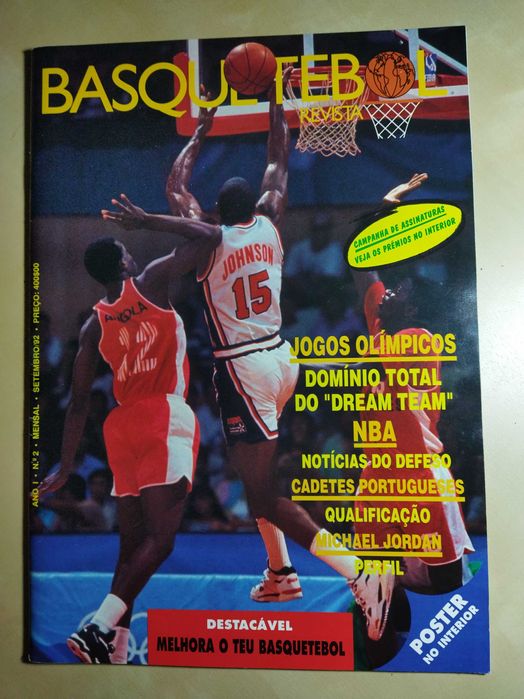 BASQUETEBOL
REVISTA
CAMPANHA DE ASSINATURAS
VEJA OS PRÉMIOS NO INTERIOR
ANO I • N.º 2 • MENSAL • SETEMBRO/92 • PREÇO: 400$00
JOHNSON
15
ANGOLA
12
JOGOS OLÍMPICOS
DOMÍNIO TOTAL
DO "DREAM TEAM"
NBA
NOTÍCIAS DO DEFESO
CADETES PORTUGUESES
QUALIFICAÇÃO
MICHAEL JORDAN
PERFIL
DESTACÁVEL
MELHORA O TEU BASQUETEBOL
POSTER
NO INTERIOR